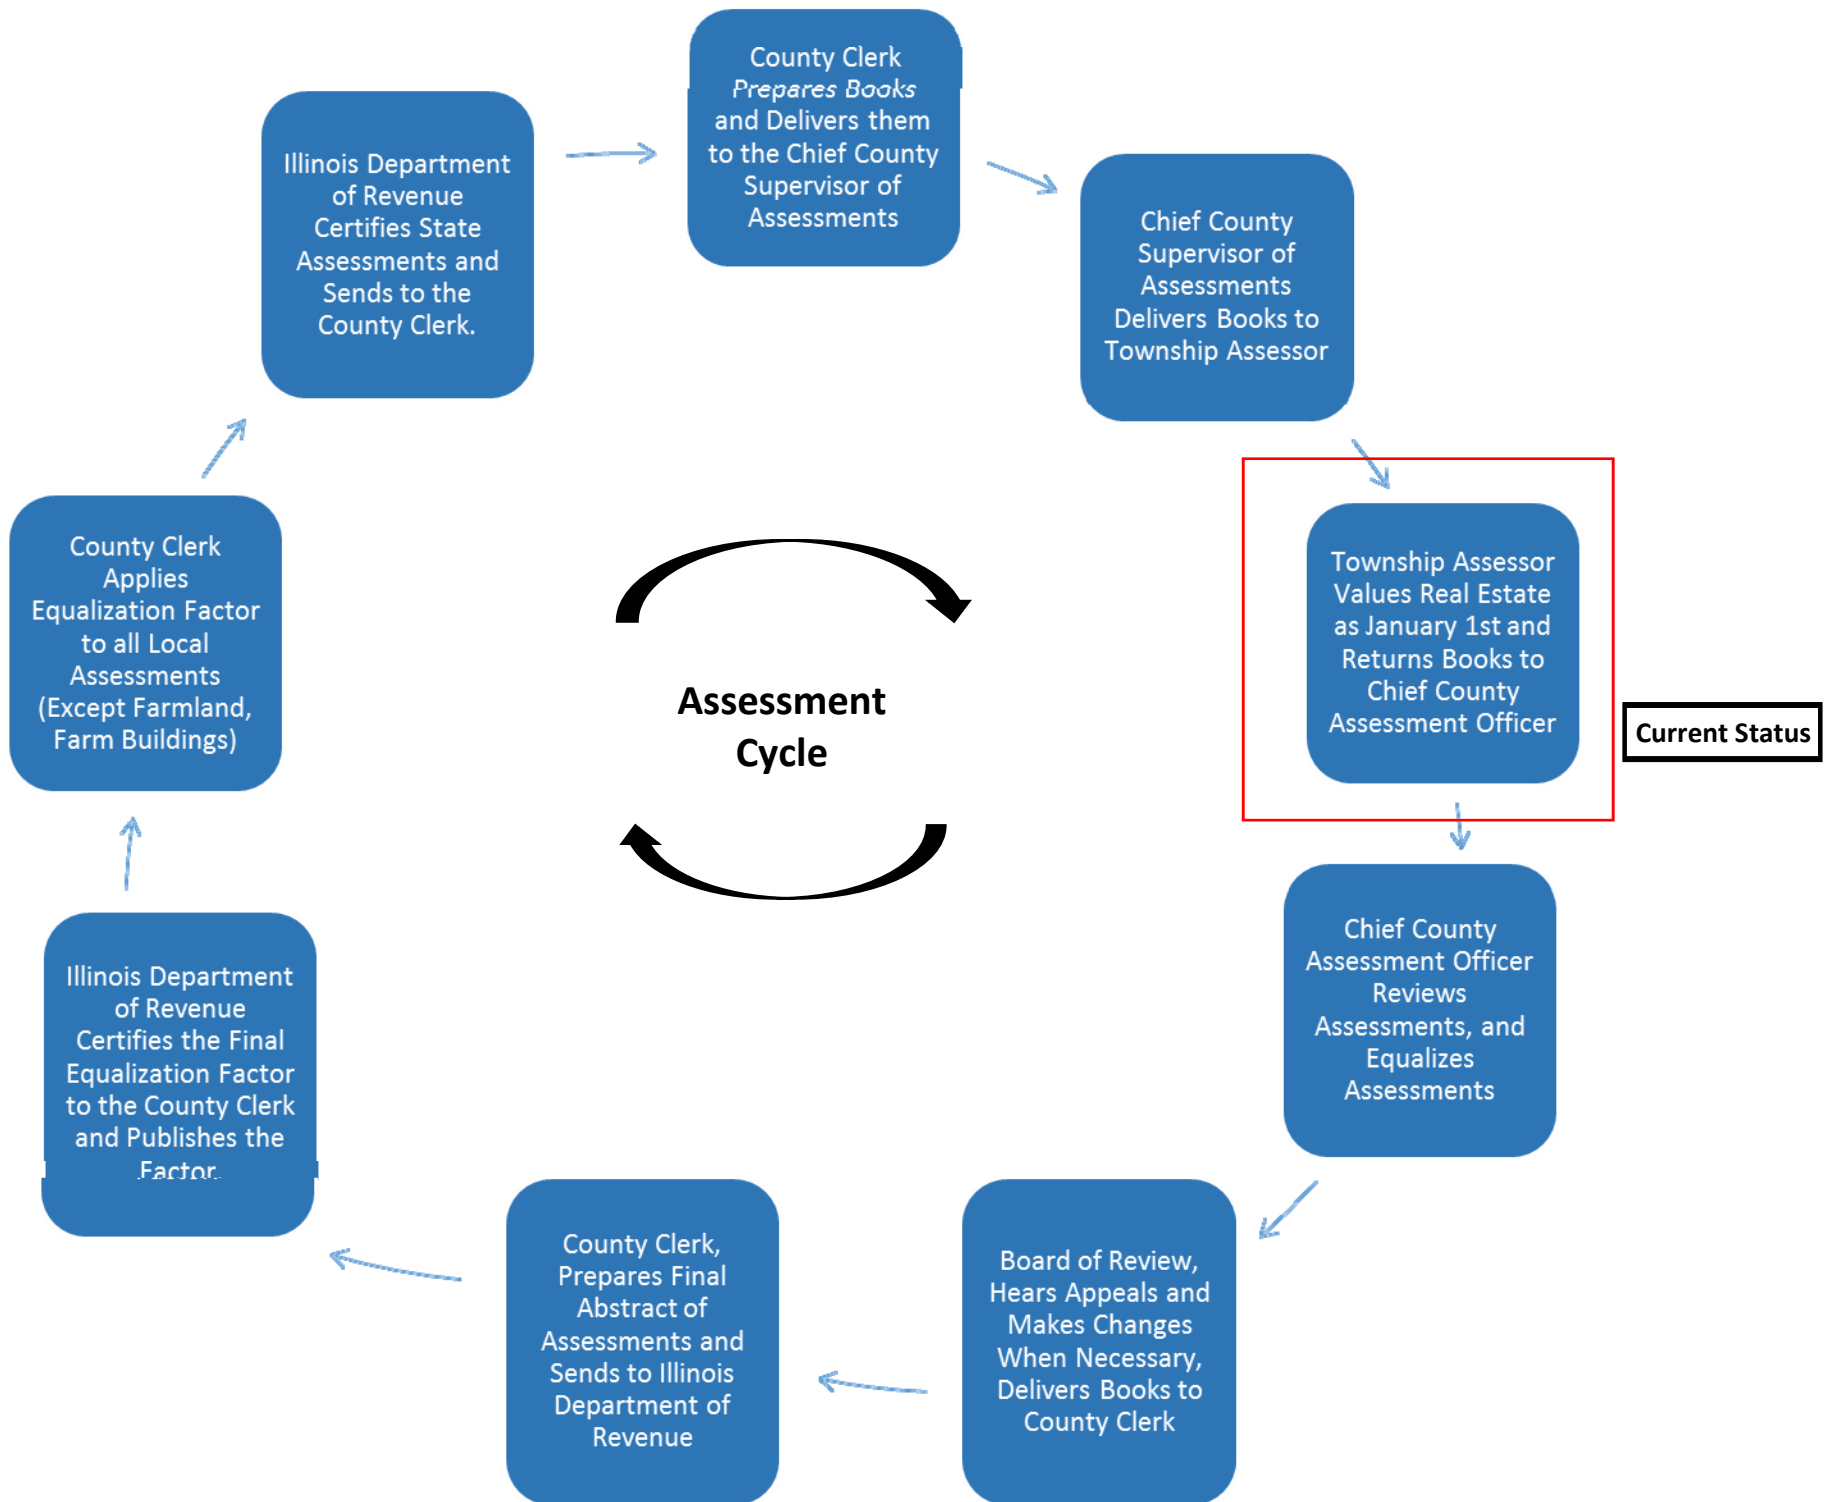 County Clerk
Prepares Books
and Delivers them
to the Chief County
Supervisor of
Assessments
Chief County
Supervisor of
Assessments
Delivers Books to
Township Assessor
Township Assessor
Values Real Estate
as January 1st and
Returns Books to
Chief County
Assessment Officer
Current Status
Chief County
Assessment Officer
Reviews
Assessments, and
Equalizes
Assessments
Board of Review,
Hears Appeals and
Makes Changes
When Necessary,
Delivers Books to
County Clerk
County Clerk,
Prepares Final
Abstract of
Assessments and
Sends to Illinois
Department of
Revenue
Illinois Department
of Revenue
Certifies the Final
Equalization Factor
to the County Clerk
and Publishes the
Factor.
County Clerk
Applies
Equalization Factor
to all Local
Assessments
(Except Farmland,
Farm Buildings)
Illinois Department
of Revenue
Certifies State
Assessments and
Sends to the
County Clerk.
Assessment
Cycle